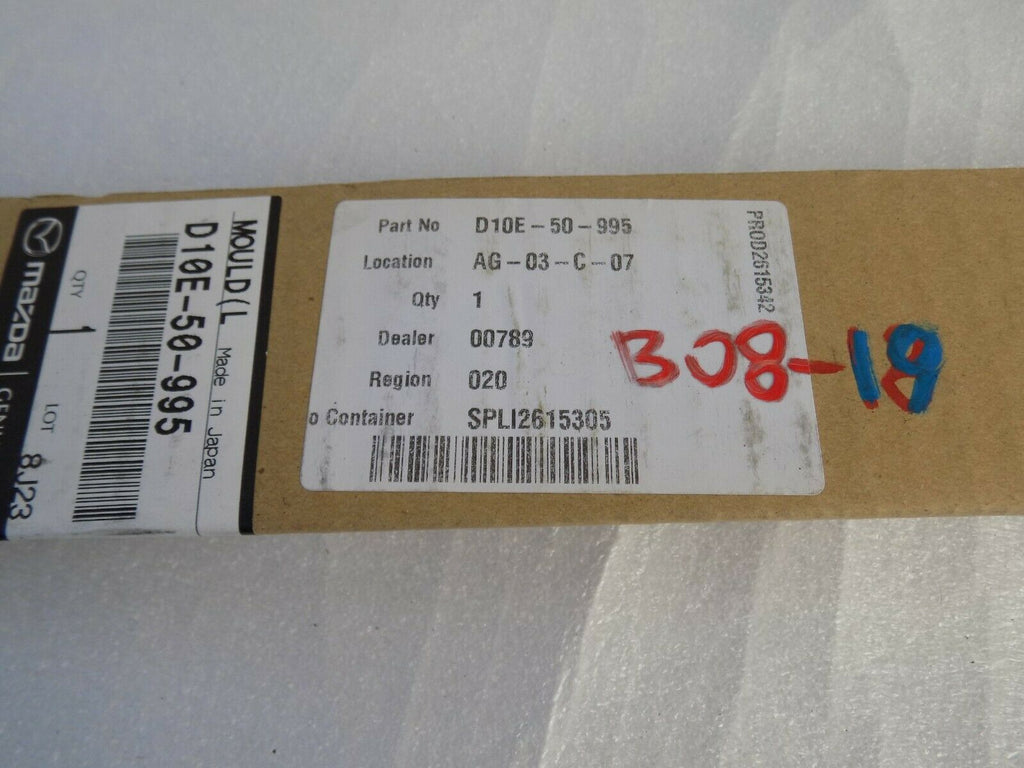 mazda | GENU
QTY 1
LOT 8J23
D10E-50-995
MOULD(L
Made in Japan
Part No D10E-50-995
Location AG-03-C-07
Qty 1
Dealer 00789
Region 020
o Container SPLI2615305
PROD2615342
B08-19